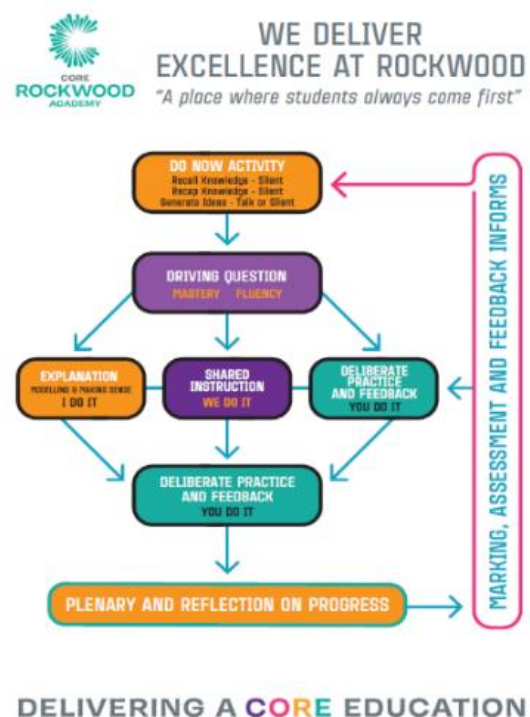 CORE
ROCKWOOD
ACADEMY
WE DELIVER
EXCELLENCE AT ROCKWOOD
"A place where students always come first"
DO NOW ACTIVITY
Recall Knowledge - Silent
Recap Knowledge - Silent
Generate Ideas - Talk or Silent
DRIVING QUESTION
MASTERY FLUENCY
EXPLANATION
MODELLING & MAKING SENSE
I DO IT
SHARED
INSTRUCTION
WE DO IT
DELIBERATE
PRACTICE
AND FEEDBACK
YOU DO IT
DELIBERATE PRACTICE
AND FEEDBACK
YOU DO IT
PLENARY AND REFLECTION ON PROGRESS
MARKING, ASSESSMENT AND FEEDBACK INFORMS
DELIVERING A CORE EDUCATION